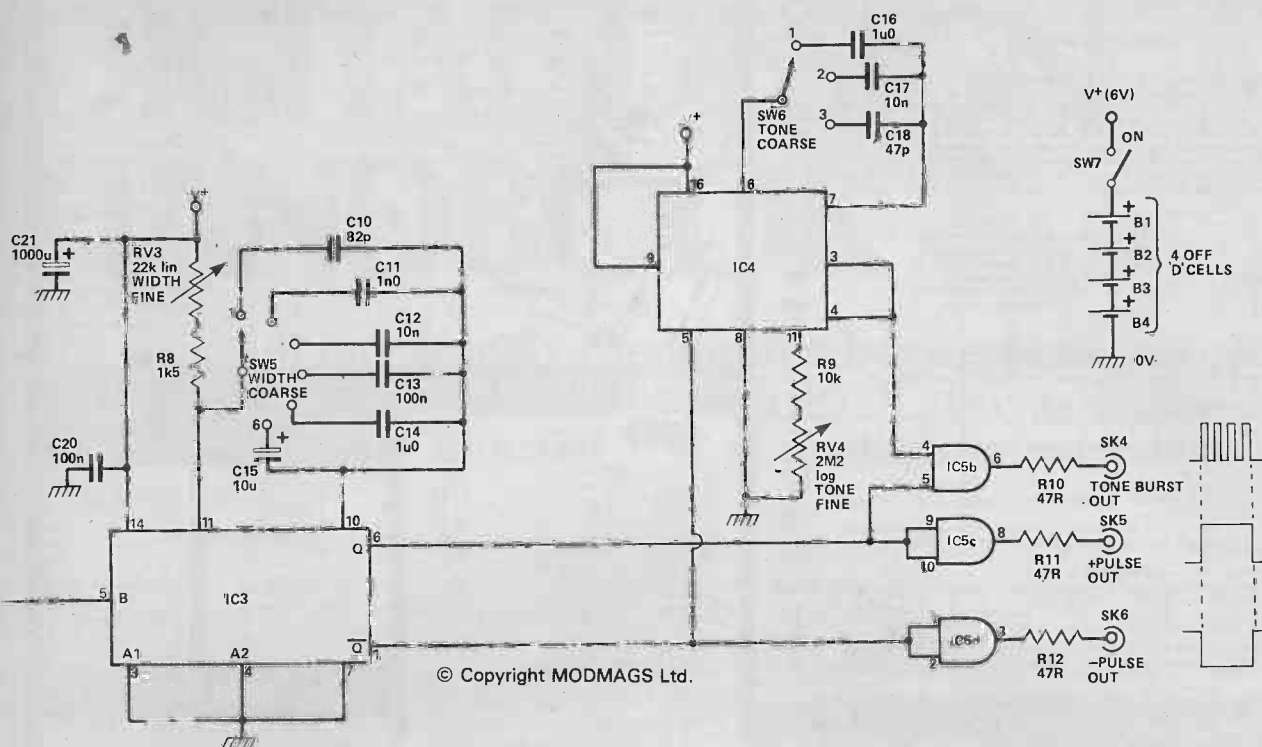 C21
1000u
+
V+
RV3
22k lin
WIDTH
FINE
R8
1k5
C20
100n
C10
82p
C11
1n0
C12
10n
C13
100n
C14
1u0
SW5
WIDTH
COARSE
6
+
C15
10u
14
11
10
5
B
IC3
Q
6
Q
1
A1
A2
3
4
7
© Copyright MODMAGS Ltd.
1
C16
1u0
2
C17
10n
3
C18
47p
SW6
TONE
COARSE
V+
16
6
7
9
IC4
3
4
5
8
11
R9
10k
RV4
2M2
log
TONE
FINE
V+ (6V)
ON
SW7
+
B1
+
B2
+
B3
+
B4
4 OFF
'D' CELLS
0V
4
5
IC5b
6
R10
47R
SK4
TONE BURST
OUT
9
10
IC5c
8
R11
47R
SK5
+PULSE
OUT
2
3
R12
47R
SK6
–PULSE
OUT